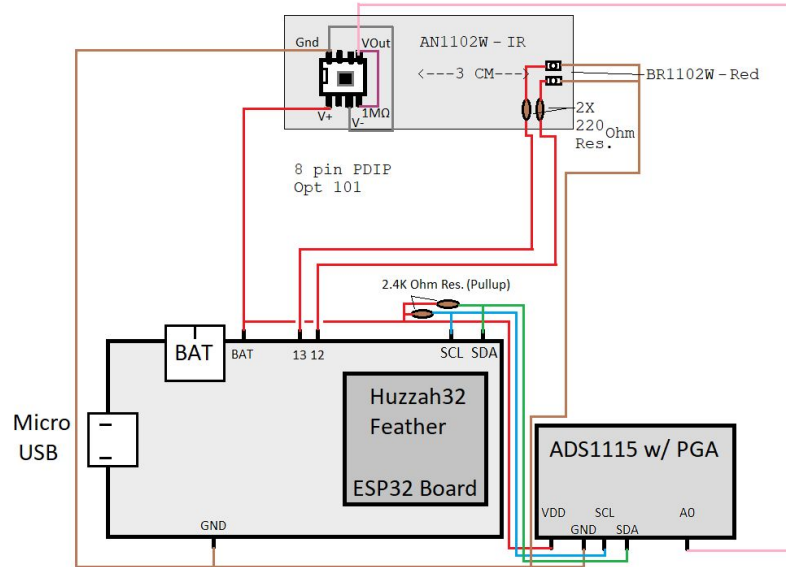 Gnd
VOut
AN1102W - IR
<---3 CM--->
BR1102W - Red
V+
V-
1MΩ
2X
220 Ohm
Res.
8 pin PDIP
Opt 101
2.4K Ohm Res. (Pullup)
BAT
BAT
13 12
SCL
SDA
Micro
USB
Huzzah32
Feather
ESP32 Board
GND
ADS1115 w/ PGA
VDD
GND
SCL
SDA
A0